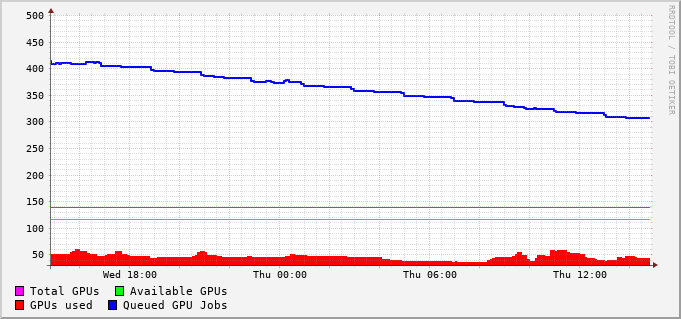 500
450
400
350
300
250
200
150
100
50
Wed 18:00 Thu 00:00 Thu 06:00 Thu 12:00
Total GPUs Available GPUs
GPUs used Queued GPU Jobs
RRDTOOL / TOBI OETIKER